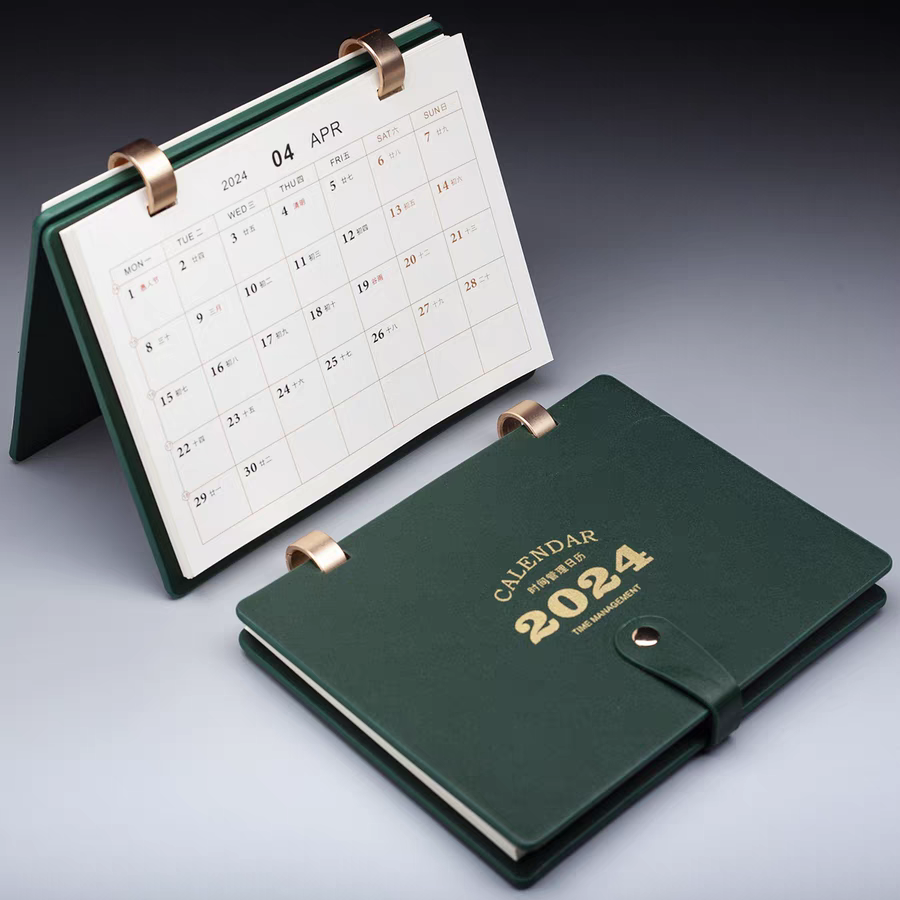 2024 04 APR
MON一 TUE二 WED三 THU四 FRI五 SAT六 SUN日
1 愚人节 2 廿四 3 廿五 4 清明 5 廿七 6 廿八 7 廿九
8 三十 9 三月 10 初二 11 初三 12 初四 13 初五 14 初六
15 初七 16 初八 17 初九 18 初十 19 谷雨 20 十二 21 十三
22 十四 23 十五 24 十六 25 十七 26 十八 27 十九 28 二十
29 廿一 30 廿二
CALENDAR
时间管理日历
2024
TIME MANAGEMENT